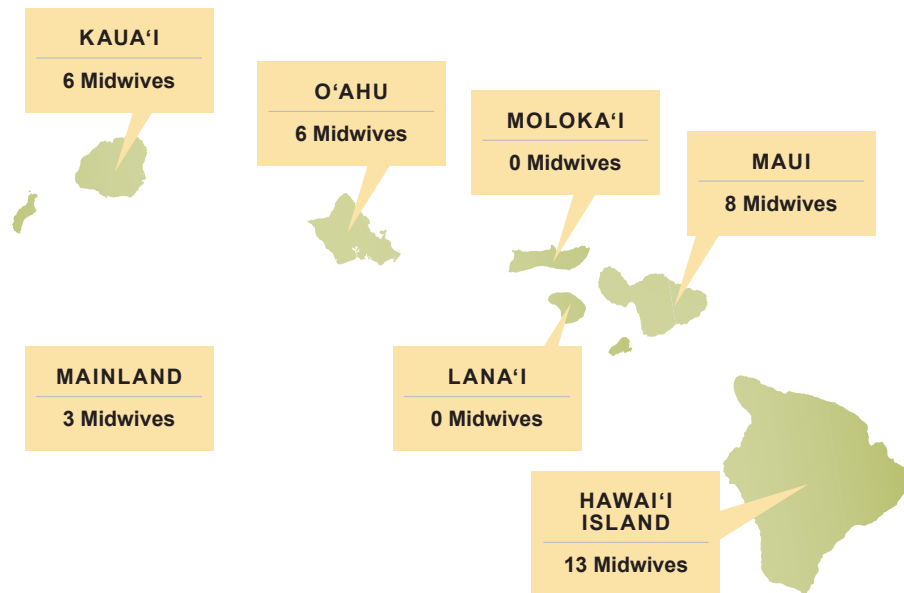 KAUA‘I
6 Midwives
O‘AHU
6 Midwives
MOLOKA‘I
0 Midwives
MAUI
8 Midwives
MAINLAND
3 Midwives
LANA‘I
0 Midwives
HAWAI‘I
ISLAND
13 Midwives